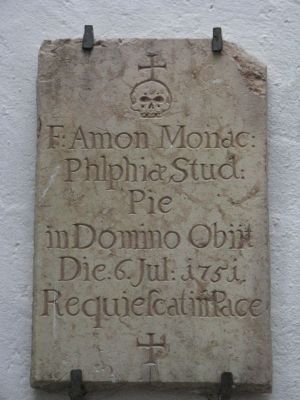 F: Amon Monac:
Phlphiæ Stud:
Pie
in Domino Obiit
Die: 6. Jul: 1751
Requieſcat in Pace